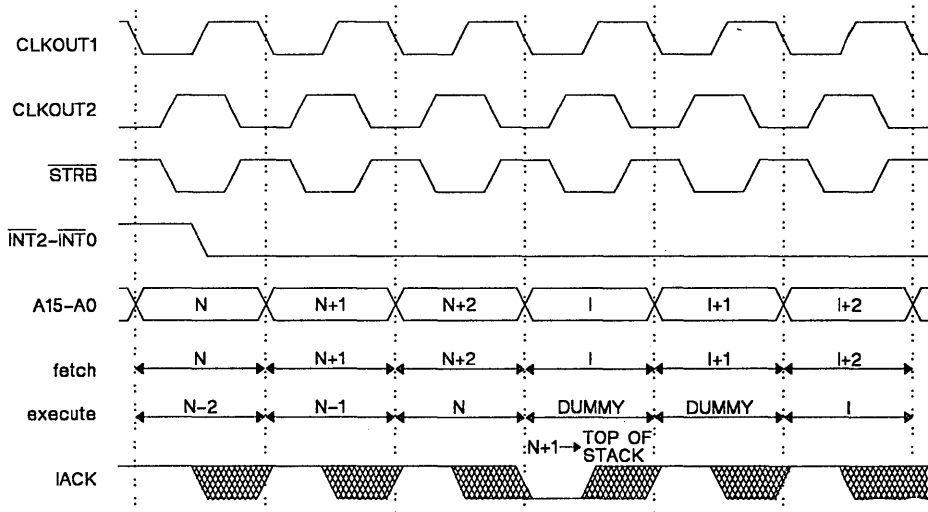 CLKOUT1
CLKOUT2
STRB
INT2-INT0
A15-A0 N N+1 N+2 I I+1 I+2
fetch N N+1 N+2 I I+1 I+2
execute N-2 N-1 N DUMMY DUMMY I
N+1→TOP OF STACK
IACK